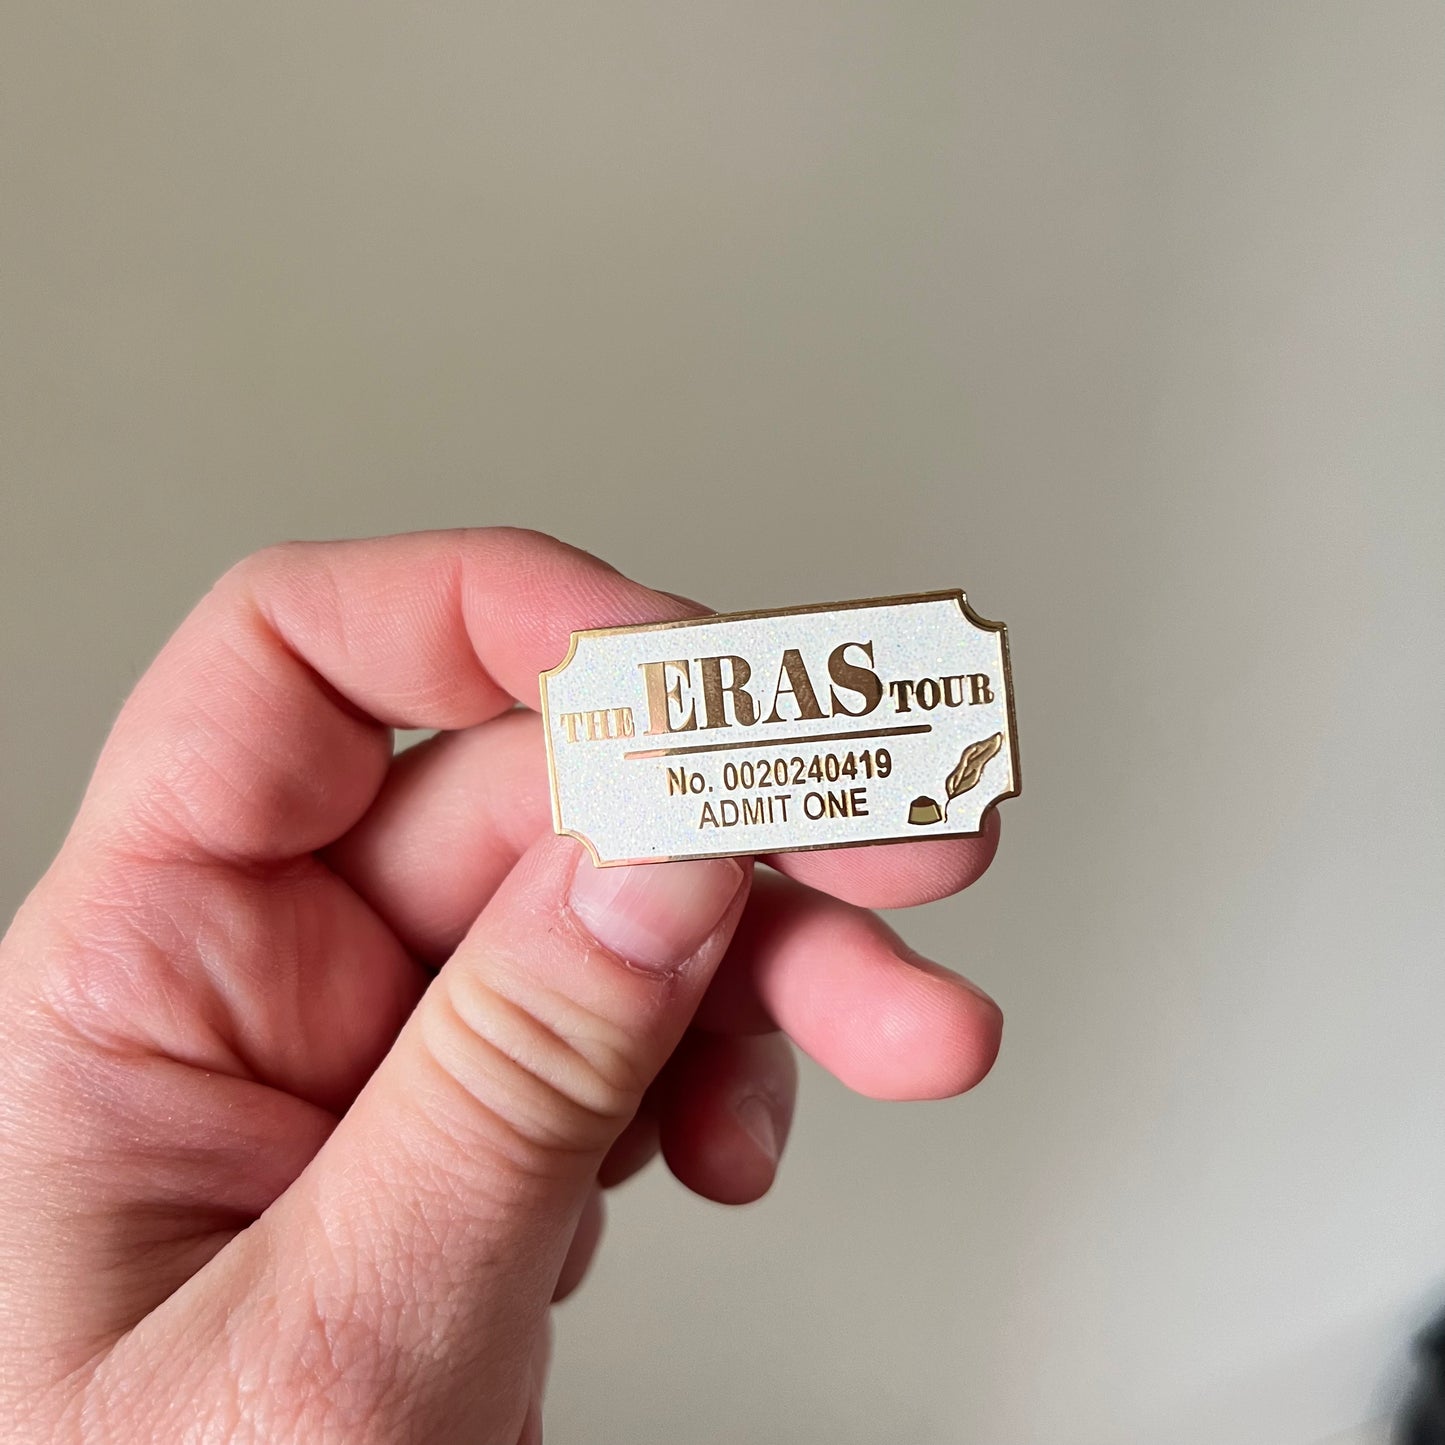 THE ERAS TOUR
No. 0020240419
ADMIT ONE